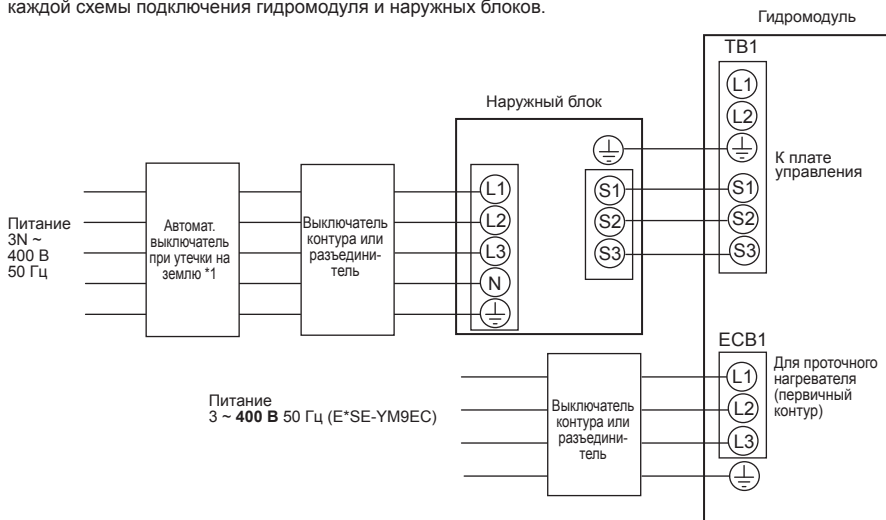 каждой схемы подключения гидромодуля и наружных блоков.
Гидромодуль
TB1
L1
L2
К плате
управления
S1
S2
S3
Наружный блок
L1
L2
L3
N
S1
S2
S3
Питание
3N ~
400 В
50 Гц
Автомат.
выключатель
при утечки на
землю *1
Выключатель
контура или
разъедини-
тель
ECB1
L1
L2
L3
Для проточного
нагревателя
(первичный
контур)
Питание
3 ~ 400 В 50 Гц (E*SE-YM9EC)
Выключатель
контура или
разъедини-
тель